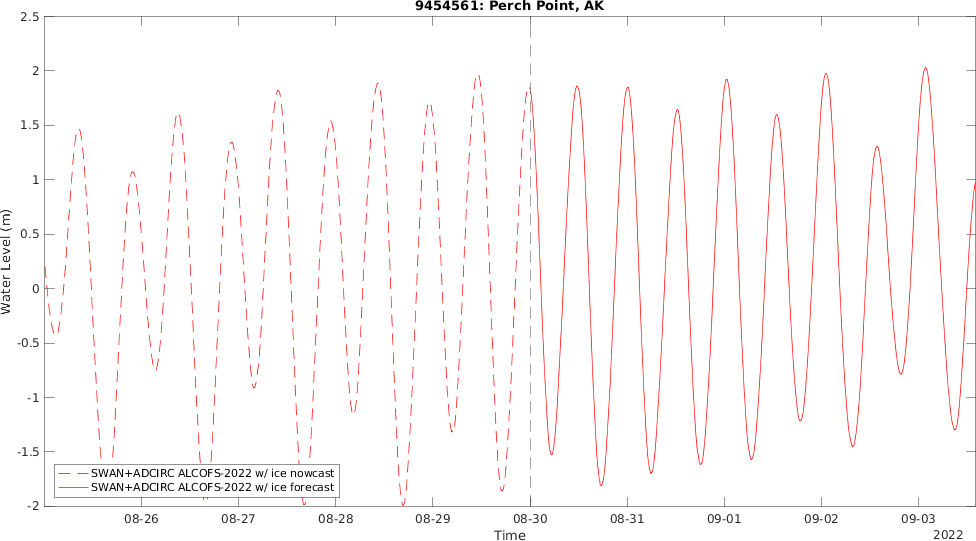 9454561: Perch Point, AK
2.5
2
1.5
1
0.5
0
-0.5
-1
-1.5
-2
Water Level (m)
SWAN+ADCIRC ALCOFS-2022 w/ ice nowcast
SWAN+ADCIRC ALCOFS-2022 w/ ice forecast
08-26 08-27 08-28 08-29 08-30 08-31 09-01 09-02 09-03
Time
2022